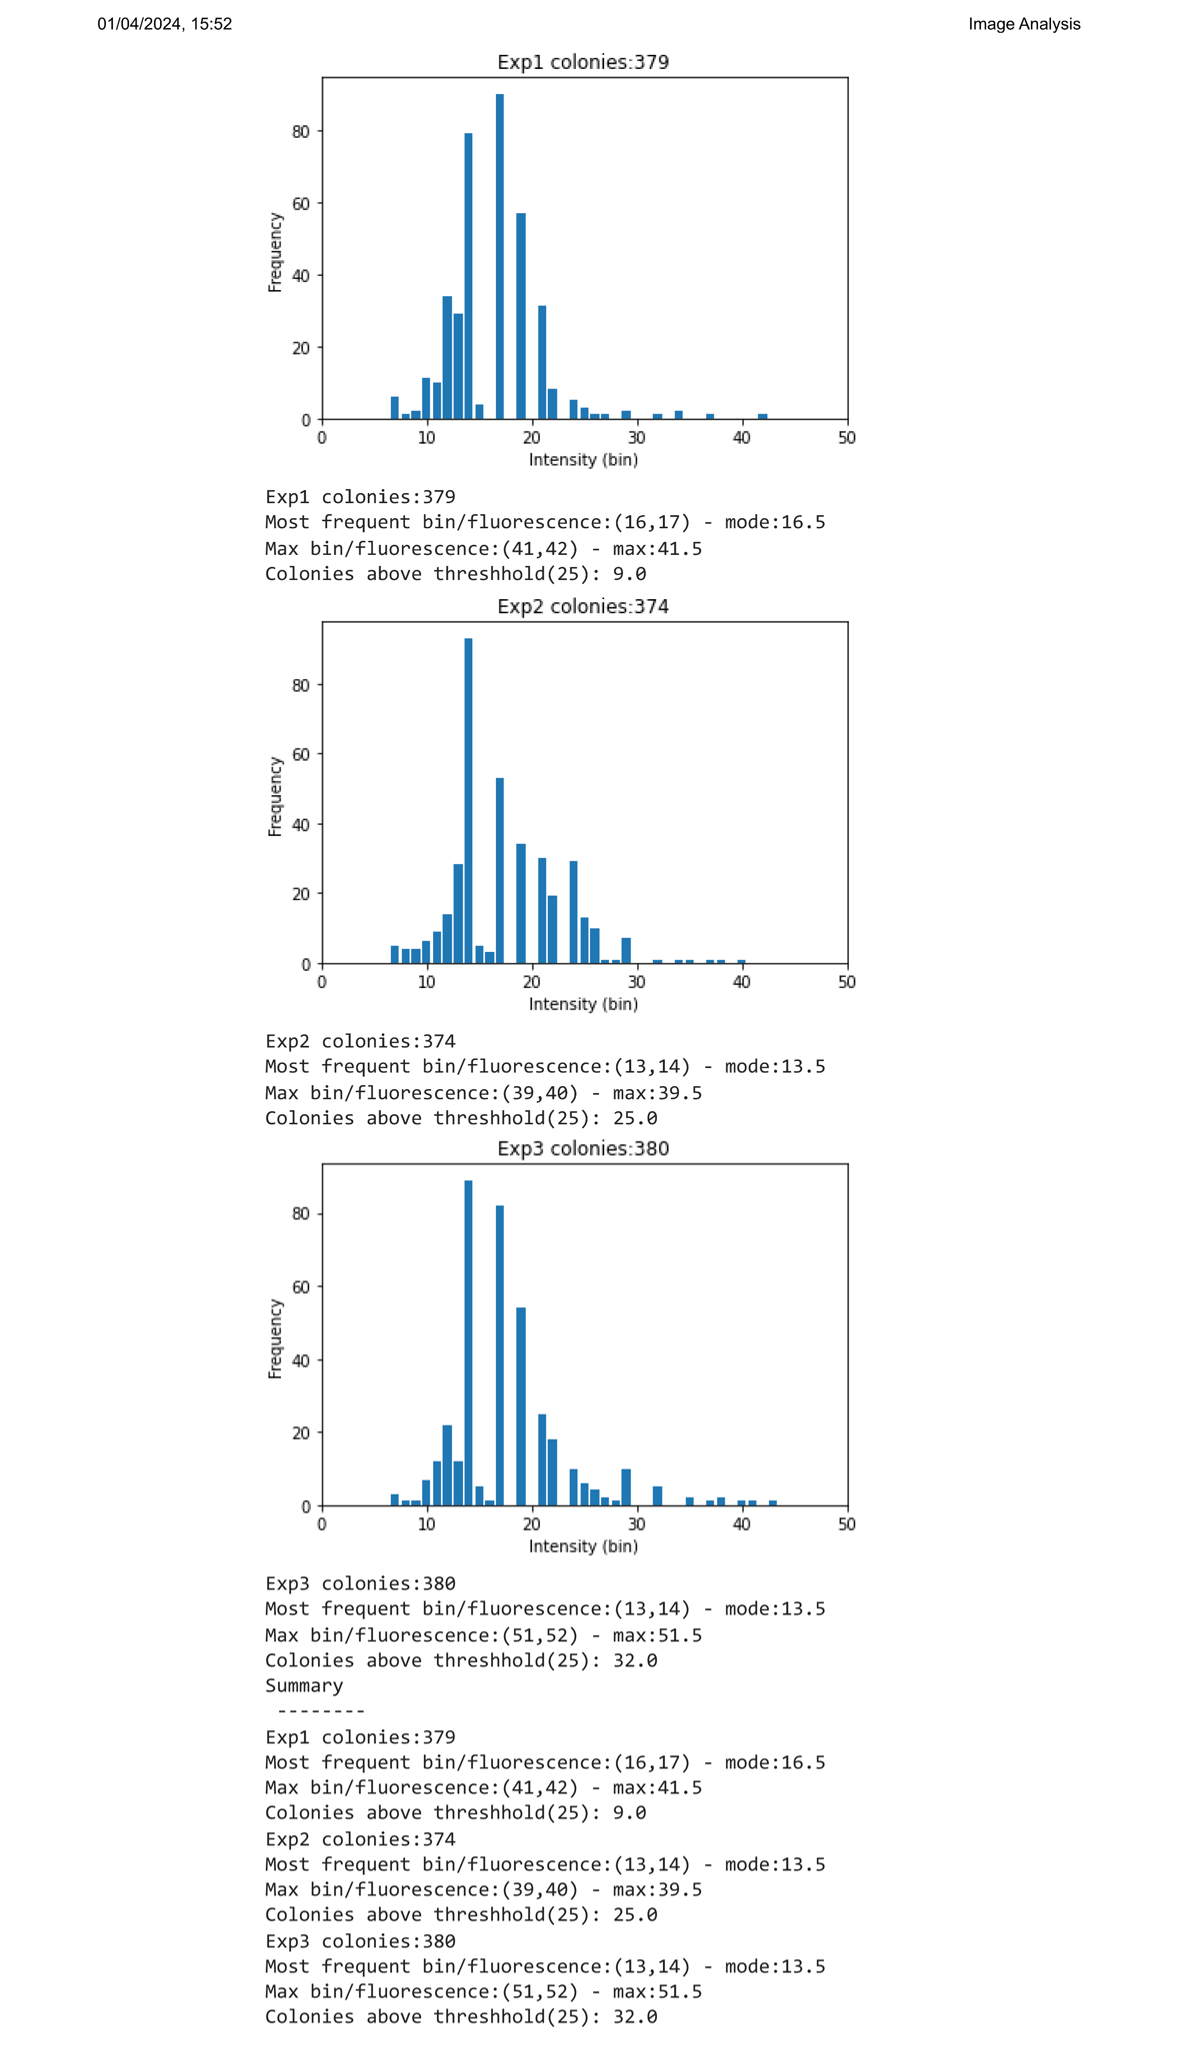 01/04/2024, 15:52 Image Analysis
Exp1 colonies:379
80
60
40
20
0
Frequency
0 10 20 30 40 50
Intensity (bin)
Exp1 colonies:379
Most frequent bin/fluorescence:(16,17) - mode:16.5
Max bin/fluorescence:(41,42) - max:41.5
Colonies above threshhold(25): 9.0
Exp2 colonies:374
80
60
40
20
0
Frequency
0 10 20 30 40 50
Intensity (bin)
Exp2 colonies:374
Most frequent bin/fluorescence:(13,14) - mode:13.5
Max bin/fluorescence:(39,40) - max:39.5
Colonies above threshhold(25): 25.0
Exp3 colonies:380
80
60
40
20
0
Frequency
0 10 20 30 40 50
Intensity (bin)
Exp3 colonies:380
Most frequent bin/fluorescence:(13,14) - mode:13.5
Max bin/fluorescence:(51,52) - max:51.5
Colonies above threshhold(25): 32.0
Summary
--------
Exp1 colonies:379
Most frequent bin/fluorescence:(16,17) - mode:16.5
Max bin/fluorescence:(41,42) - max:41.5
Colonies above threshhold(25): 9.0
Exp2 colonies:374
Most frequent bin/fluorescence:(13,14) - mode:13.5
Max bin/fluorescence:(39,40) - max:39.5
Colonies above threshhold(25): 25.0
Exp3 colonies:380
Most frequent bin/fluorescence:(13,14) - mode:13.5
Max bin/fluorescence:(51,52) - max:51.5
Colonies above threshhold(25): 32.0